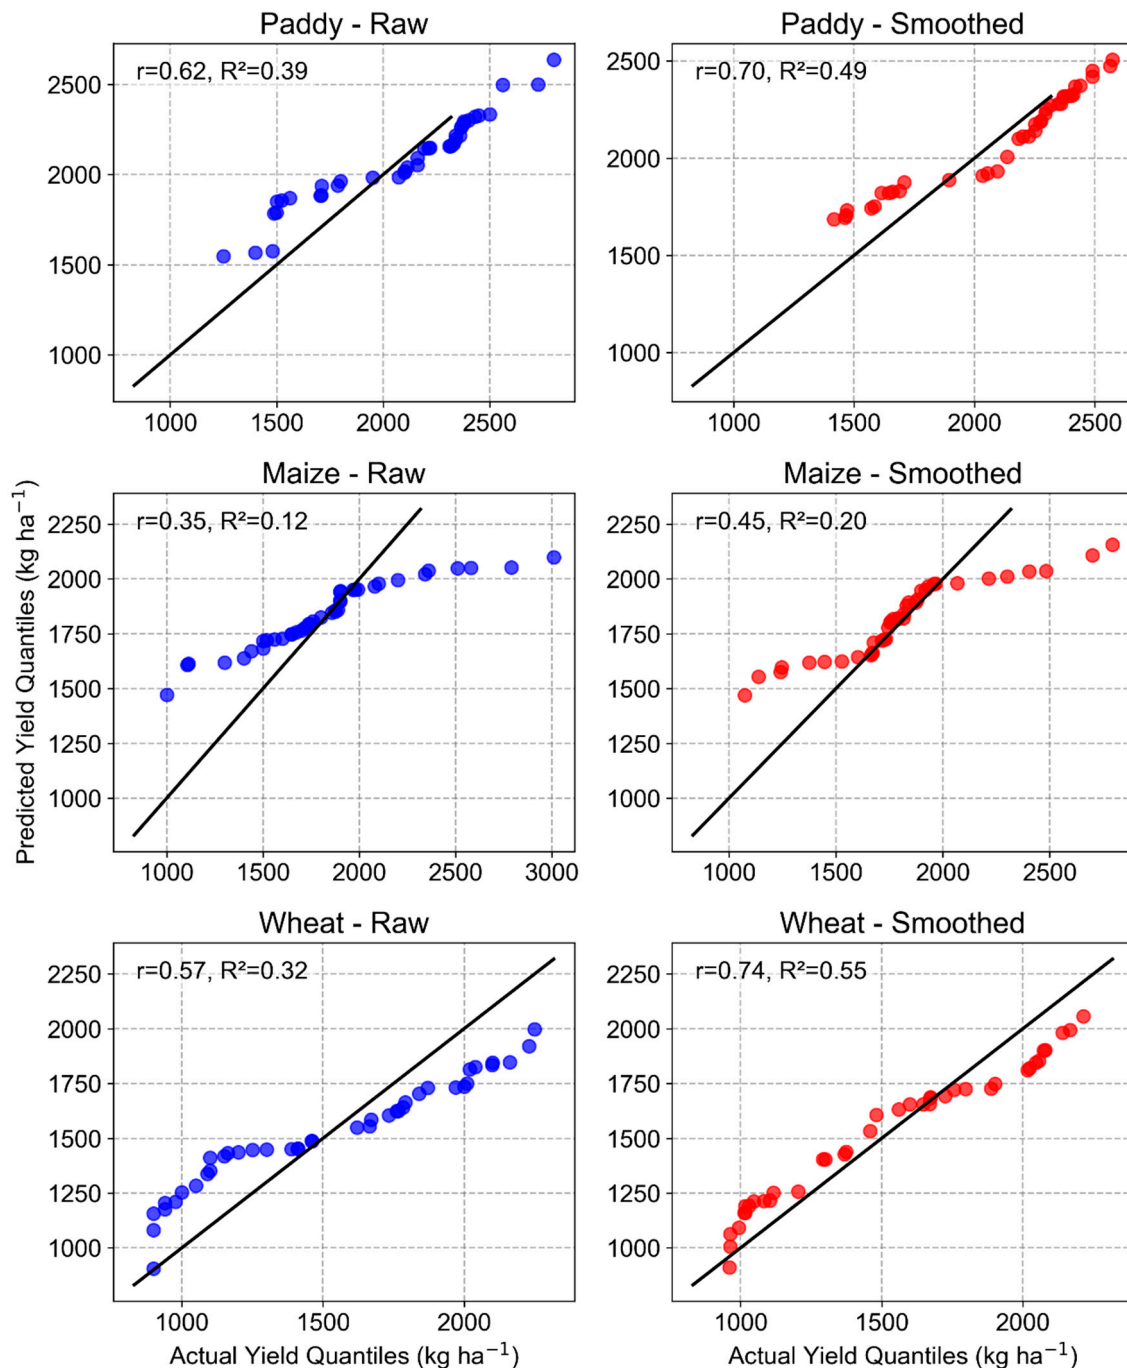 Paddy - Raw
r=0.62, R²=0.39
2500
2000
1500
1000
1000 1500 2000 2500
Paddy - Smoothed
r=0.70, R²=0.49
2500
2000
1500
1000
1000 1500 2000 2500
Predicted Yield Quantiles (kg ha⁻¹)
Maize - Raw
r=0.35, R²=0.12
2250
2000
1750
1500
1250
1000
1000 1500 2000 2500 3000
Maize - Smoothed
r=0.45, R²=0.20
2250
2000
1750
1500
1250
1000
1000 1500 2000 2500
Wheat - Raw
r=0.57, R²=0.32
2250
2000
1750
1500
1250
1000
1000 1500 2000
Actual Yield Quantiles (kg ha⁻¹)
Wheat - Smoothed
r=0.74, R²=0.55
2250
2000
1750
1500
1250
1000
1000 1500 2000
Actual Yield Quantiles (kg ha⁻¹)